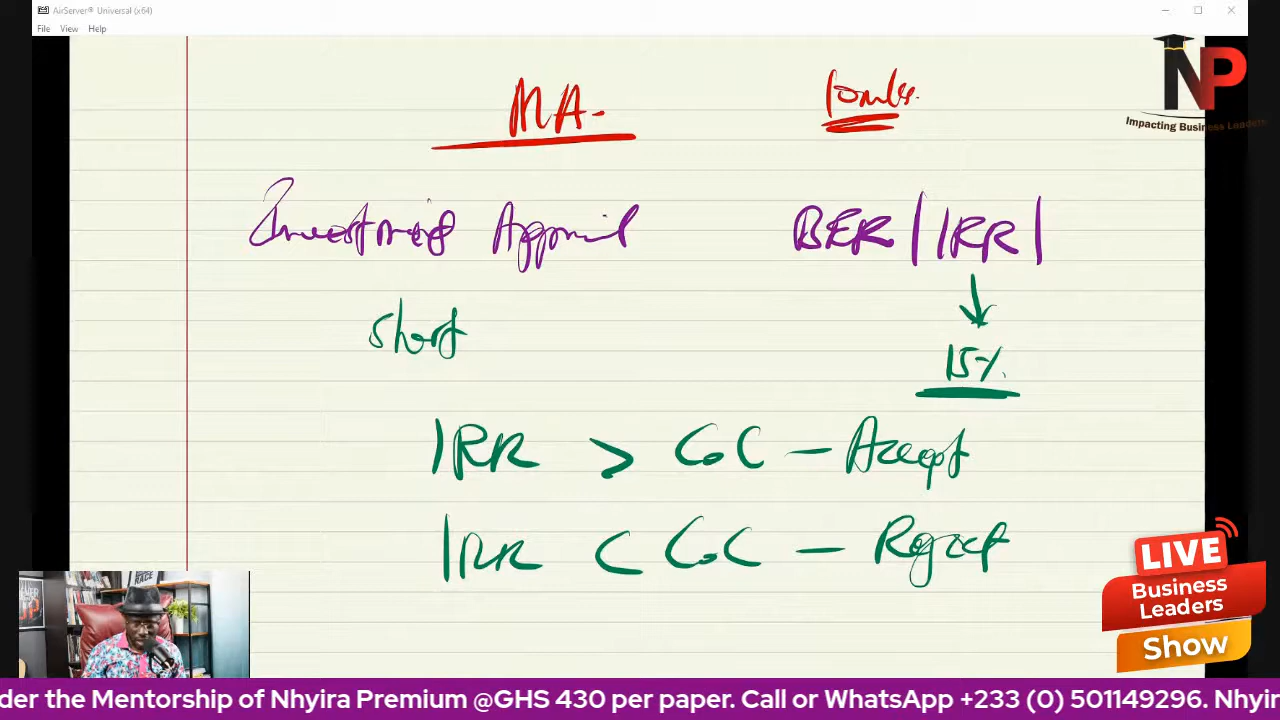 AirServer® Universal (x64)
File View Help
MA.
NP
Impacting Business Leaders
Investment Appraisal BER | IRR |
Short
15%
IRR > CoC - Accept
IRR < CoC - Reject
LIVE
Business
Leaders
Show
der the Mentorship of Nhyira Premium @GHS 430 per paper. Call or WhatsApp +233 (0) 501149296. Nhyir